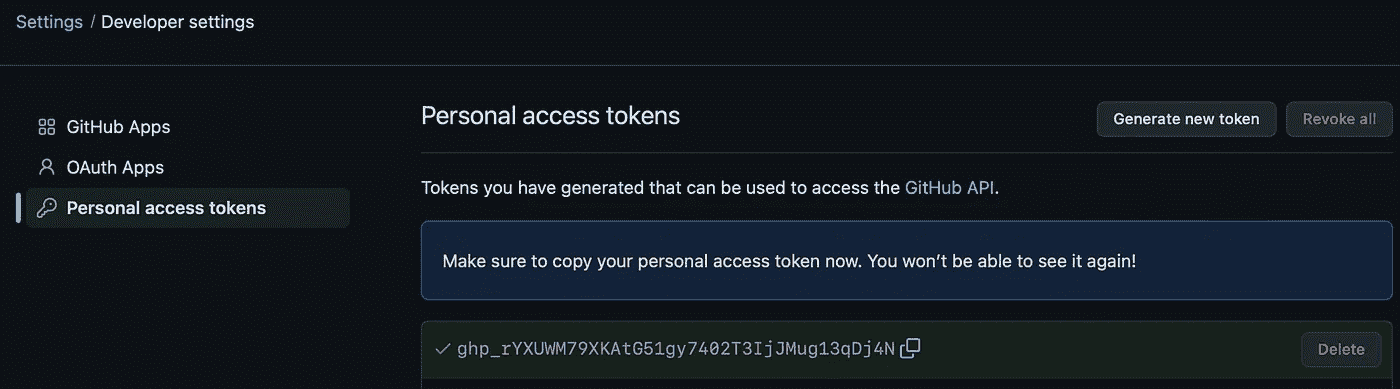 Settings / Developer settings
GitHub Apps
OAuth Apps
Personal access tokens
Personal access tokens
Generate new token
Revoke all
Tokens you have generated that can be used to access the GitHub API.
Make sure to copy your personal access token now. You won’t be able to see it again!
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
Delete